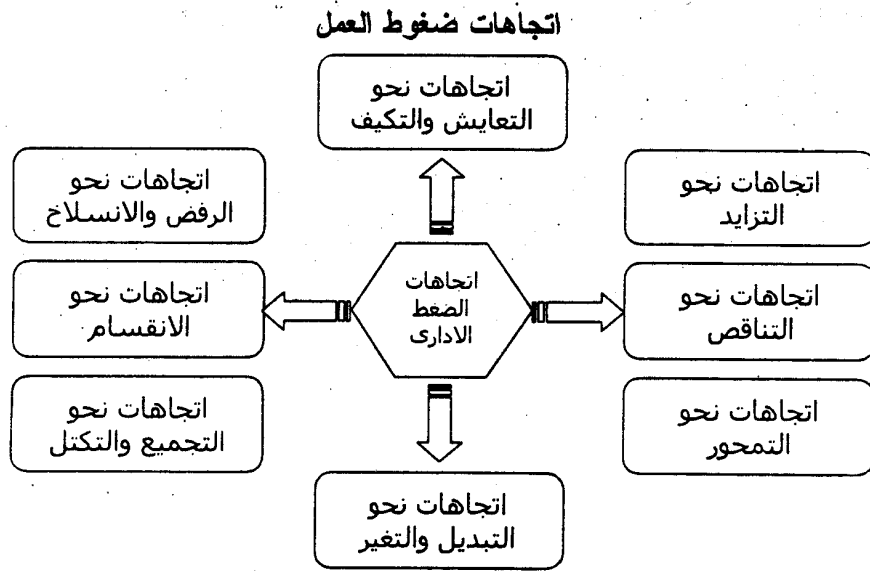 اتجاهات ضغوط العمل
اتجاهات نحو
التعايش والتكيف
اتجاهات نحو
التزايد
اتجاهات نحو
التناقص
اتجاهات نحو
التمحور
اتجاهات
الضغط
الادارى
اتجاهات نحو
الرفض والانسلاخ
اتجاهات نحو
الانقسام
اتجاهات نحو
التجميع والتكتل
اتجاهات نحو
التبديل والتغير